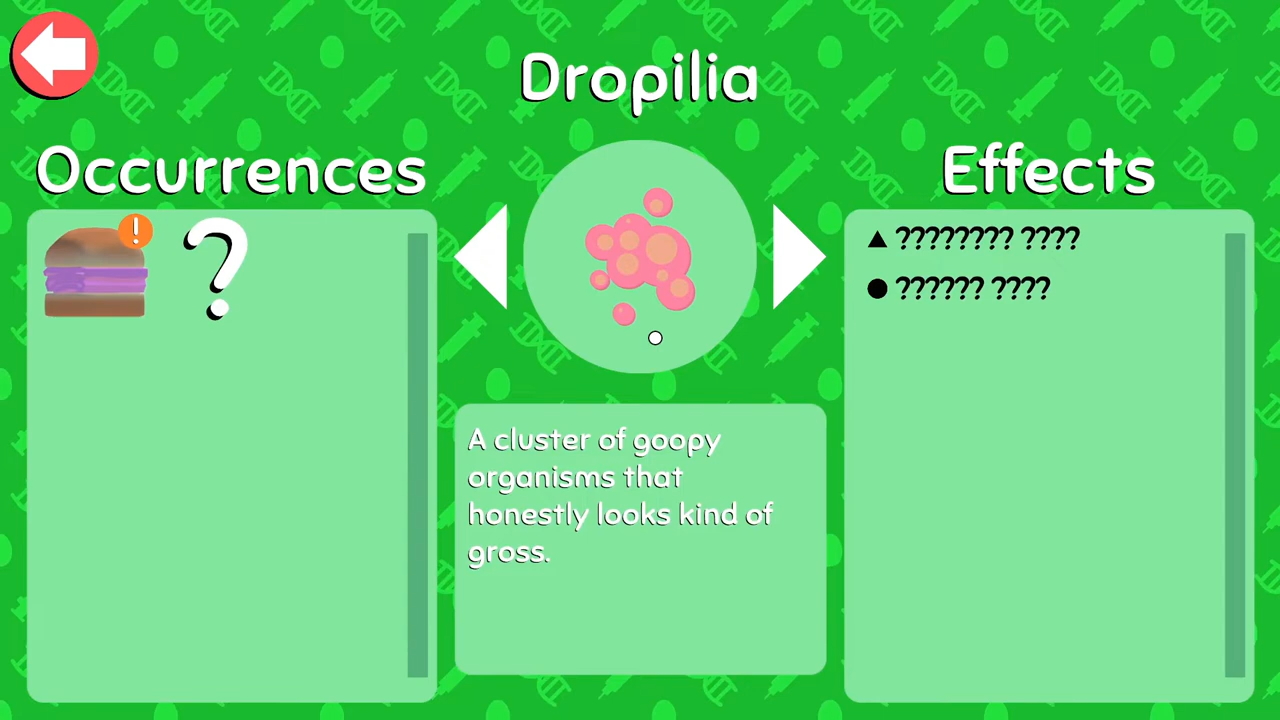 Dropilia
Occurrences
!
?
A cluster of goopy
organisms that
honestly looks kind of
gross.
Effects
???????? ????
?????? ????